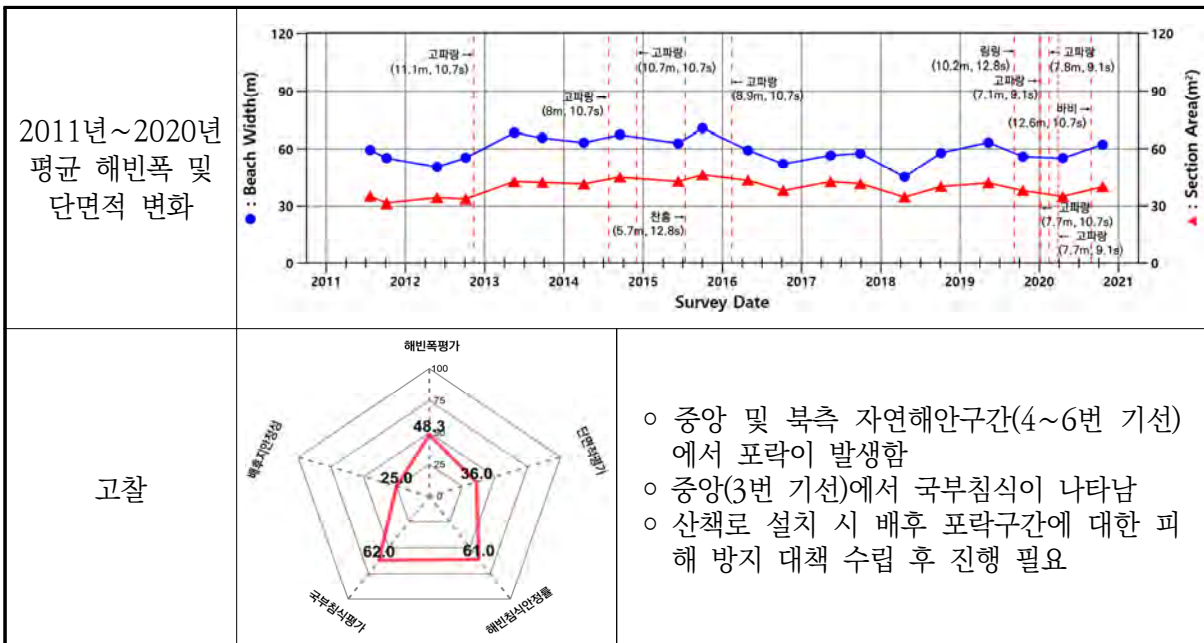 2011년~2020년
평균 해빈폭 및
단면적 변화
● : Beach Width(m)
120
90
60
30
0
고파랑→
(11.1m, 10.7s)
고파랑→
(8m, 10.7s)
←고파랑
(10.7m, 10.7s)
찬홈→
(5.7m, 12.8s)
←고파랑
(8.9m, 10.7s)
링링→
(10.2m, 12.8s)
고파랑→
(7.1m, 9.1s)
←고파랑
(7.8m, 9.1s)
바비→
(12.6m, 10.7s)
←고파랑
(7.7m, 10.7s)
←고파랑
(7.7m, 9.1s)
120
90
60
30
0
▲ : Section Area(m²)
2011 2012 2013 2014 2015 2016 2017 2018 2019 2020 2021
Survey Date
고찰
해빈폭평가
100
75
50
25
0
48.3
단면적평가
36.0
해빈침식안정률
61.0
국부침식평가
62.0
배후지안정성
25.0
○ 중앙 및 북측 자연해안구간(4~6번 기선)
에서 포락이 발생함
○ 중앙(3번 기선)에서 국부침식이 나타남
○ 산책로 설치 시 배후 포락구간에 대한 피
해 방지 대책 수립 후 진행 필요